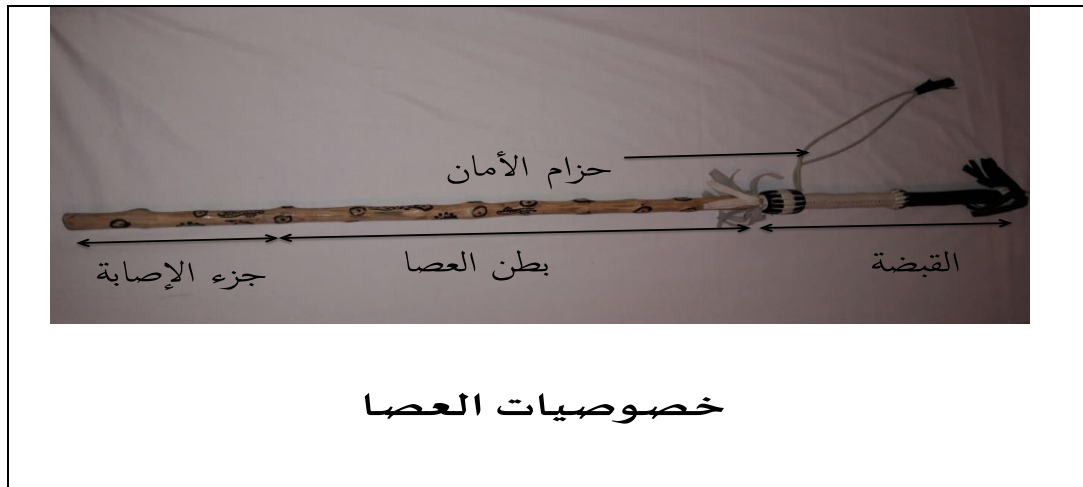 حزام الأمان
القبضة
بطن العصا
جزء الإصابة
خصوصيات العصا